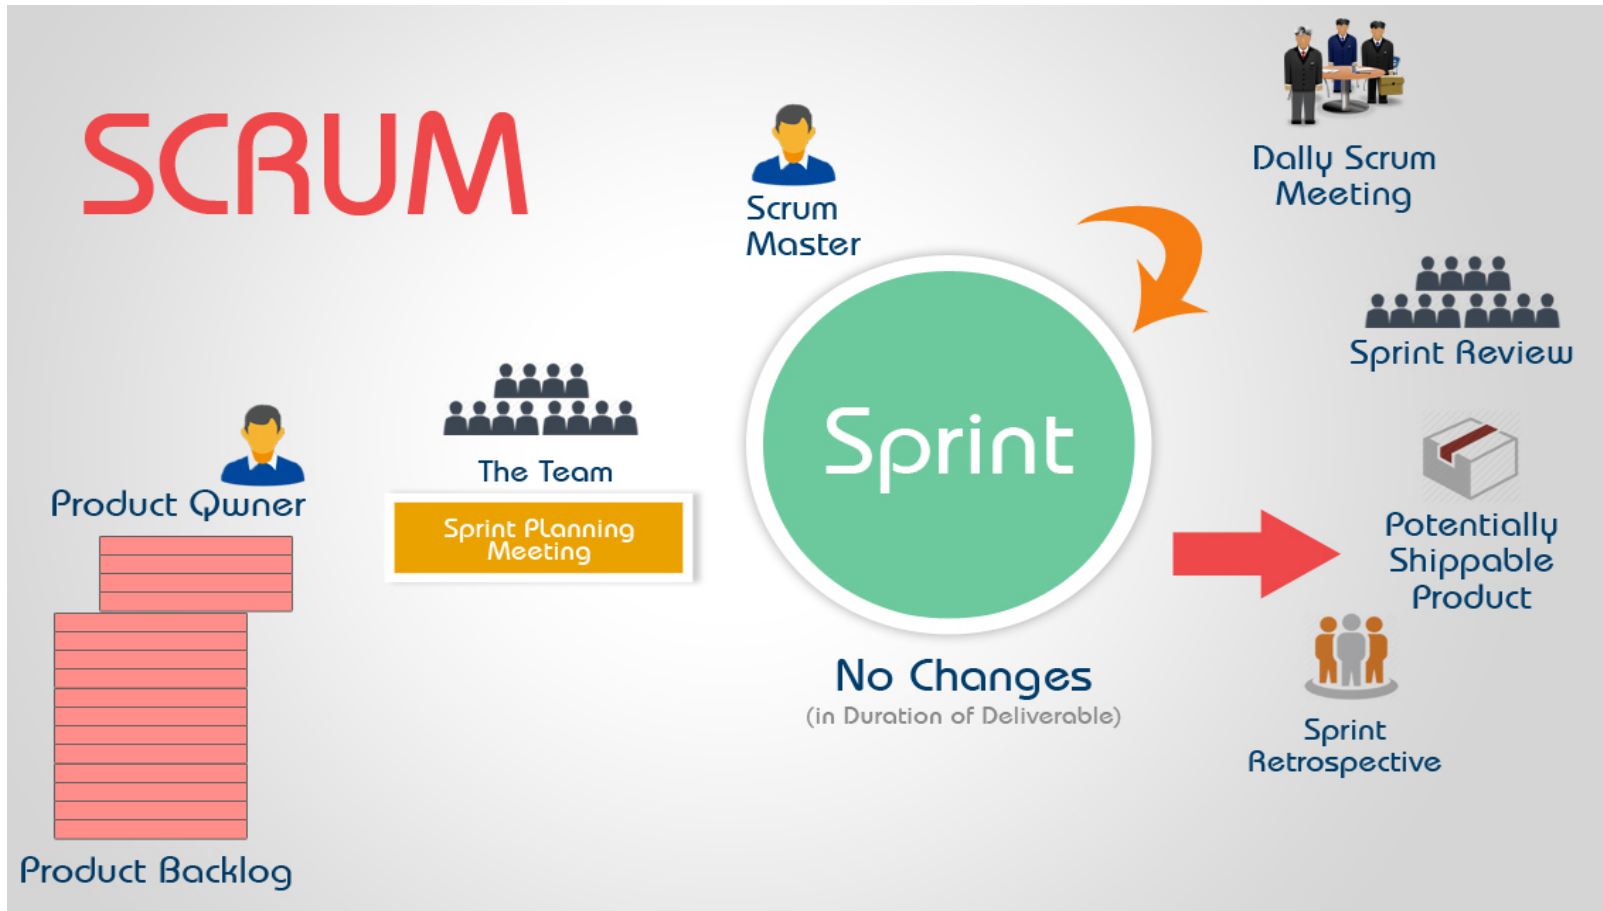 SCRUM
Scrum
Master
Dally Scrum
Meeting
Sprint Review
Product Qwner
The Team
Sprint PLanning
Meeting
Sprint
Potentially
Shippable
Product
No Changes
(in Duration of Deliverable)
Sprint
Retrospective
Product Backlog